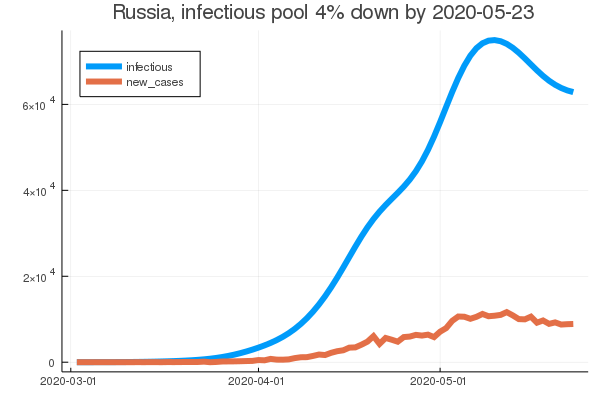 Russia, infectious pool 4% down by 2020-05-23
infectious
new_cases
6×10 4
4×10 4
2×10 4
0
2020-03-01
2020-04-01
2020-05-01